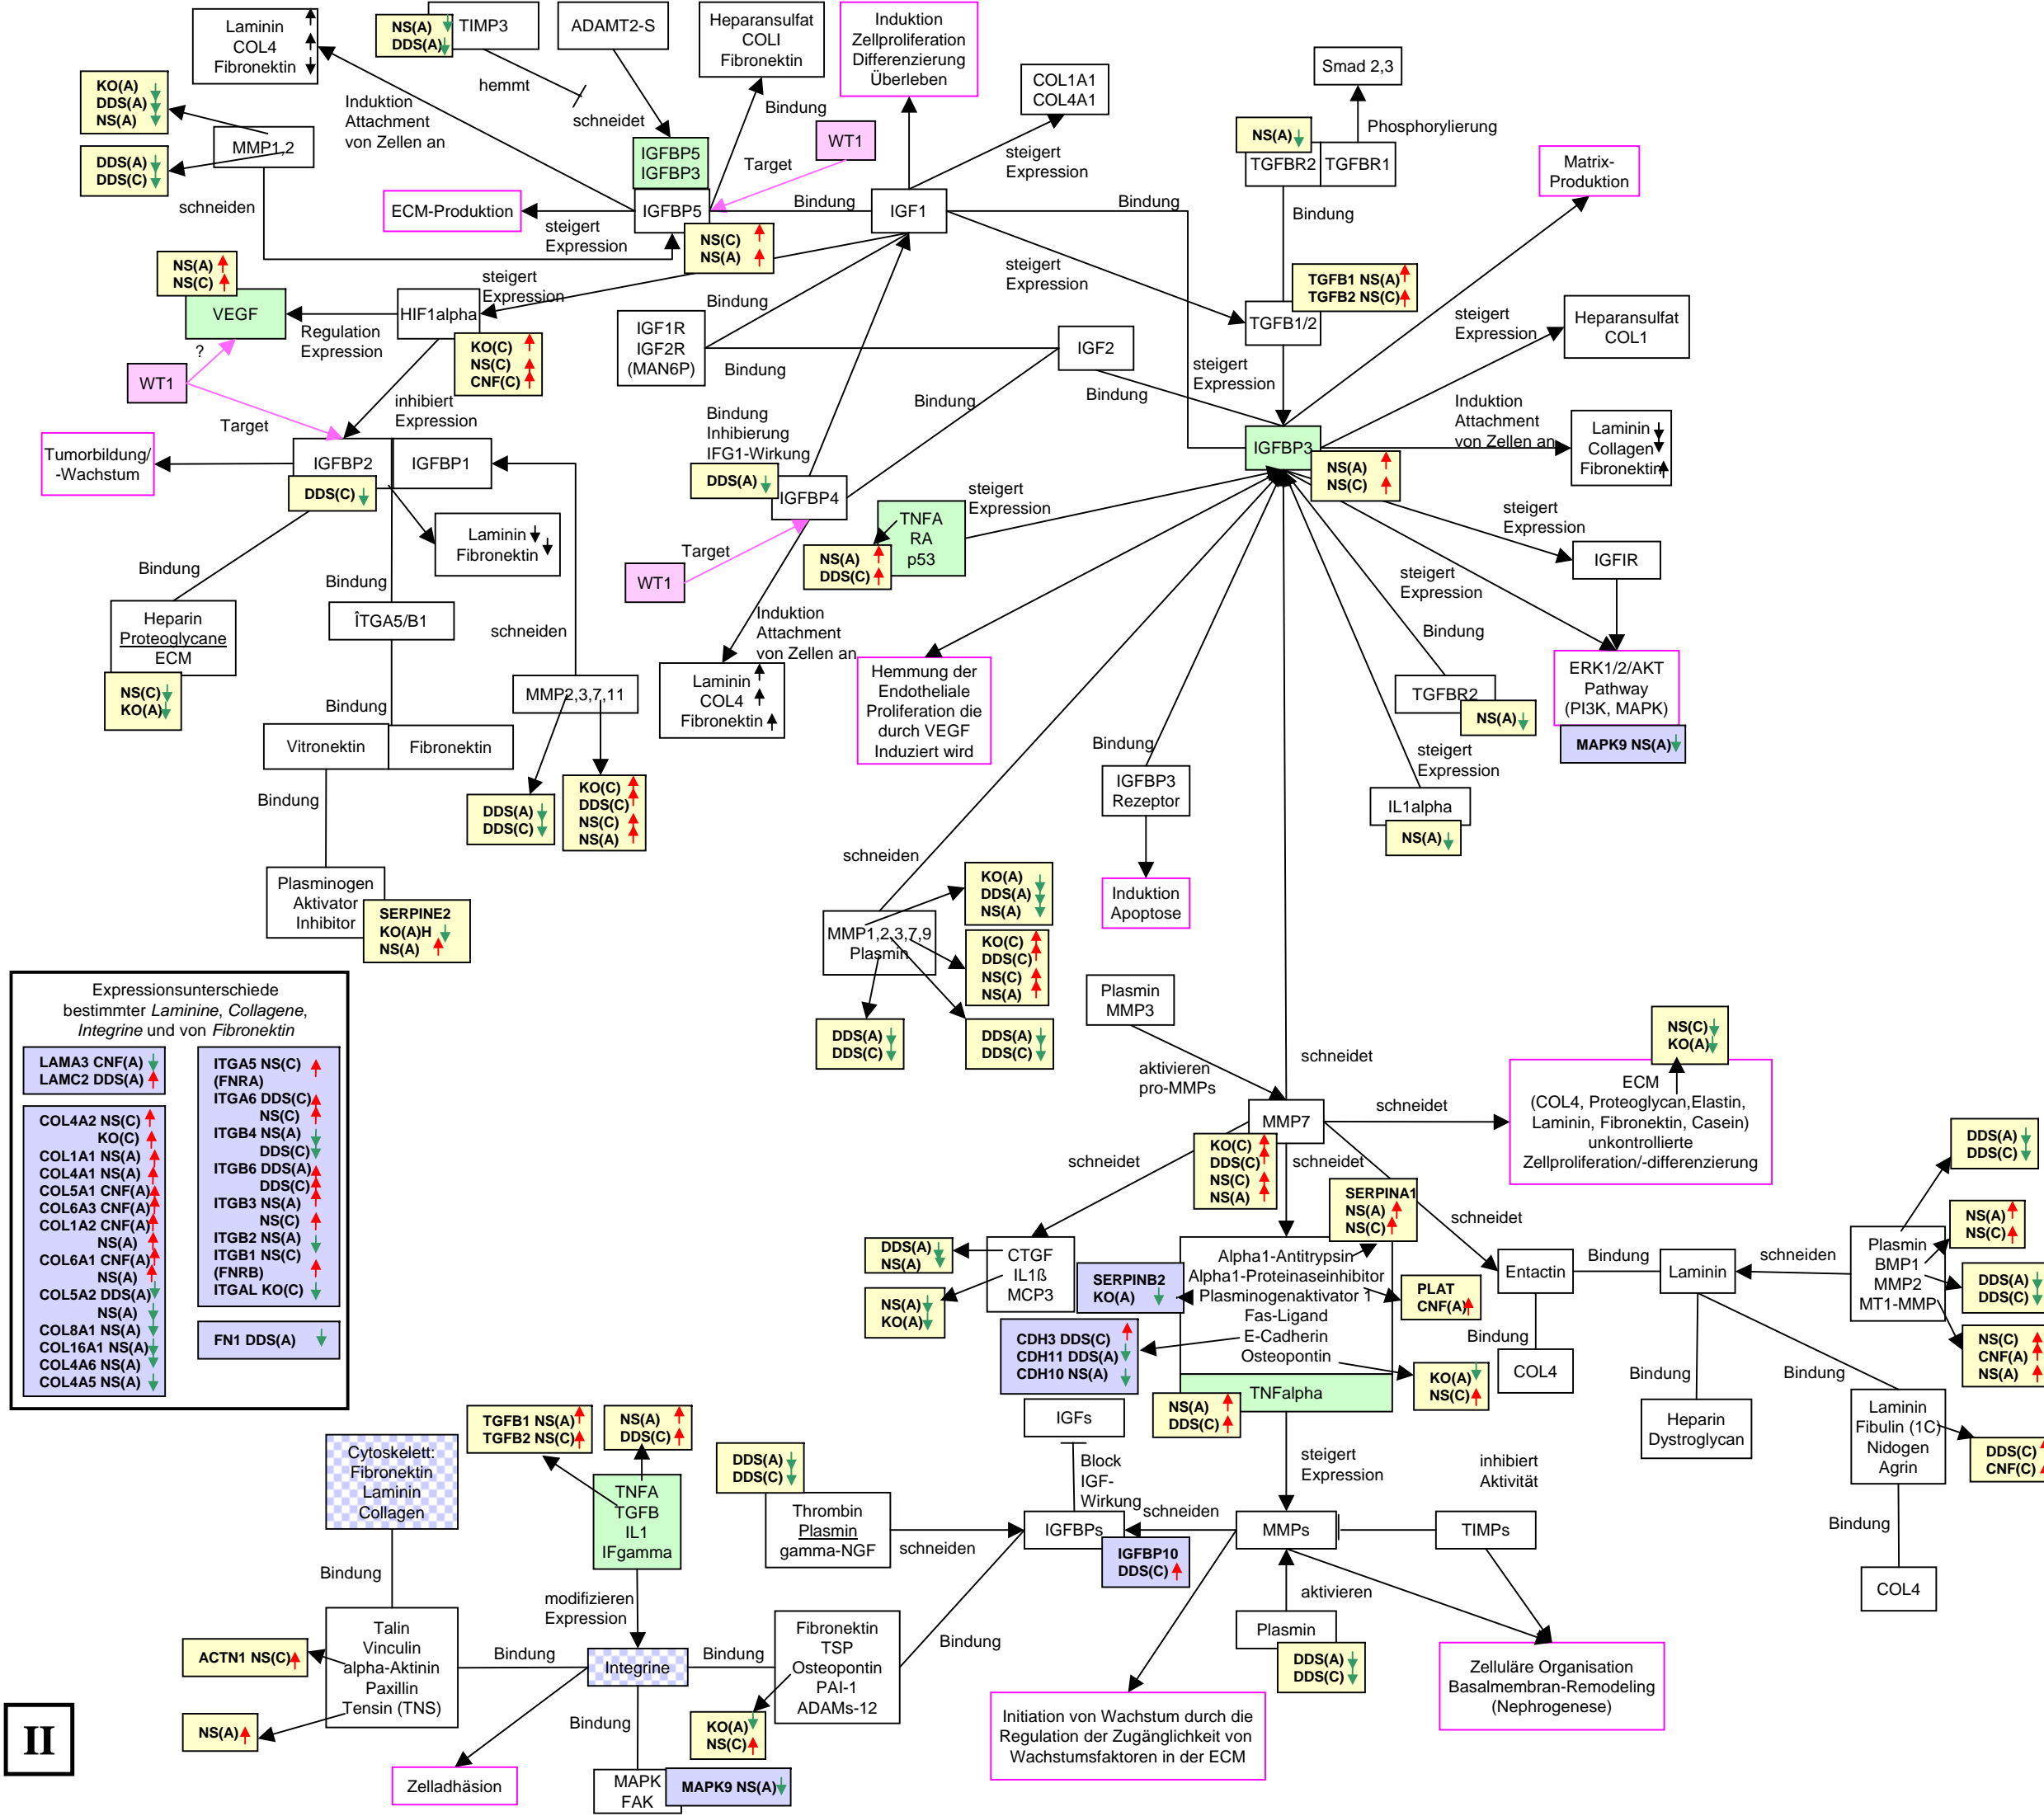 Laminin
COL4
Fibronektin
NS(A)
DDS(A)
TIMP3
ADAMT2-S
Heparansulfat
COLI
Fibronektin
Induktion
Zellproliferation
Differenzierung
Überleben
COL1A1
COL4A1
Smad 2,3
KO(A)
DDS(A)
NS(A)
hemmt
Induktion
Attachment
von Zellen an
schneidet
Bindung
Phosphorylierung
MMP1,2
DDS(A)
DDS(C)
schneiden
IGFBP5
IGFBP3
WT1
Target
steigert
Expression
NS(A)
TGFBR2
TGFBR1
Matrix-
Produktion
ECM-Produktion
IGFBP5
Bindung
IGF1
Bindung
Bindung
steigert
Expression
NS(C)
NS(A)
NS(A)
NS(C)
VEGF
steigert
Expression
HIF1alpha
Regulation
Expression
?
KO(C)
NS(C)
CNF(C)
WT1
Target
inhibiert
Expression
Bindung
IGF1R
IGF2R
(MAN6P)
Bindung
IGF2
steigert
Expression
TGFB1 NS(A)
TGFB2 NS(C)
TGFB1/2
steigert
Expression
Bindung
steigert
Expression
Heparansulfat
COL1
Induktion
Attachment
von Zellen an
Laminin
Collagen
Fibronektin
Tumorbildung/
-Wachstum
IGFBP2
IGFBP1
DDS(C)
Laminin
Fibronektin
Bindung
Inhibierung
IFG1-Wirkung
Bindung
DDS(A)
IGFBP4
WT1
Target
Induktion
Attachment
von Zellen an
Laminin
COL4
Fibronektin
IGFBP3
NS(A)
NS(C)
steigert
Expression
TNFA
RA
p53
NS(A)
DDS(C)
steigert
Expression
IGFIR
steigert
Expression
Bindung
ERK1/2/AKT
Pathway
(PI3K, MAPK)
MAPK9 NS(A)
Bindung
Heparin
Proteoglycane
ECM
NS(C)
KO(A)
Bindung
ÎTGA5/B1
schneiden
MMP2,3,7,11
Bindung
Vitronektin
Fibronektin
Bindung
DDS(A)
DDS(C)
KO(C)
DDS(C)
NS(C)
NS(A)
Hemmung der
Endotheliale
Proliferation die
durch VEGF
Induziert wird
TGFBR2
NS(A)
steigert
Expression
IL1alpha
NS(A)
Bindung
IGFBP3
Rezeptor
Induktion
Apoptose
Plasminogen
Aktivator
Inhibitor
SERPINE2
KO(A)H
NS(A)
schneiden
MMP1,2,3,7,9
Plasmin
KO(A)
DDS(A)
NS(A)
KO(C)
DDS(C)
NS(C)
NS(A)
DDS(A)
DDS(C)
DDS(A)
DDS(C)
Plasmin
MMP3
aktivieren
pro-MMPs
schneidet
Expressionsunterschiede
bestimmter Laminine, Collagene,
Integrine und von Fibronektin
LAMA3 CNF(A)
LAMC2 DDS(A)
COL4A2 NS(C)
KO(C)
COL1A1 NS(A)
COL4A1 NS(A)
COL5A1 CNF(A)
COL6A3 CNF(A)
COL1A2 CNF(A)
NS(A)
COL6A1 CNF(A)
NS(A)
COL5A2 DDS(A)
NS(A)
COL8A1 NS(A)
COL16A1 NS(A)
COL4A6 NS(A)
COL4A5 NS(A)
ITGA5 NS(C)
(FNRA)
ITGA6 DDS(C)
NS(C)
ITGB4 NS(A)
DDS(C)
ITGB6 DDS(A)
DDS(C)
ITGB3 NS(A)
NS(C)
ITGB2 NS(A)
ITGB1 NS(C)
(FNRB)
ITGAL KO(C)
FN1 DDS(A)
MMP7
KO(C)
DDS(C)
NS(C)
NS(A)
schneidet
schneidet
schneidet
schneidet
NS(C)
KO(A)
ECM
(COL4, Proteoglycan,Elastin,
Laminin, Fibronektin, Casein)
unkontrollierte
Zellproliferation/-differenzierung
SERPINA1
NS(A)
NS(C)
DDS(A)
NS(A)
NS(A)
KO(A)
CTGF
IL1ß
MCP3
SERPINB2
KO(A)
CDH3 DDS(C)
CDH11 DDS(A)
CDH10 NS(A)
Alpha1-Antitrypsin
Alpha1-Proteinaseinhibitor
Plasminogenaktivator 1
Fas-Ligand
E-Cadherin
Osteopontin
TNFalpha
PLAT
CNF(A)
KO(A)
NS(C)
NS(A)
DDS(C)
Entactin
Bindung
Laminin
schneiden
Plasmin
BMP1
MMP2
MT1-MMP
DDS(A)
DDS(C)
NS(A)
NS(C)
DDS(A)
DDS(C)
NS(C)
CNF(A)
NS(A)
Bindung
COL4
Bindung
Heparin
Dystroglycan
Bindung
Laminin
Fibulin (1C)
Nidogen
Agrin
DDS(C)
CNF(C)
Bindung
COL4
TGFB1 NS(A)
TGFB2 NS(C)
NS(A)
DDS(C)
Cytoskelett:
Fibronektin
Laminin
Collagen
TNFA
TGFB
IL1
IFgamma
DDS(A)
DDS(C)
Thrombin
Plasmin
gamma-NGF
schneiden
IGFs
Block
IGF-
Wirkung
IGFBPs
IGFBP10
DDS(C)
schneiden
steigert
Expression
MMPs
inhibiert
Aktivität
TIMPs
aktivieren
Plasmin
DDS(A)
DDS(C)
Bindung
modifizieren
Expression
Talin
Vinculin
alpha-Aktinin
Paxillin
Tensin (TNS)
ACTN1 NS(C)
NS(A)
Bindung
Integrine
Bindung
Fibronektin
TSP
Osteopontin
PAI-1
ADAMs-12
Bindung
KO(A)
NS(C)
Bindung
Zelladhäsion
MAPK
FAK
MAPK9 NS(A)
Initiation von Wachstum durch die
Regulation der Zugänglichkeit von
Wachstumsfaktoren in der ECM
Zelluläre Organisation
Basalmembran-Remodeling
(Nephrogenese)
II